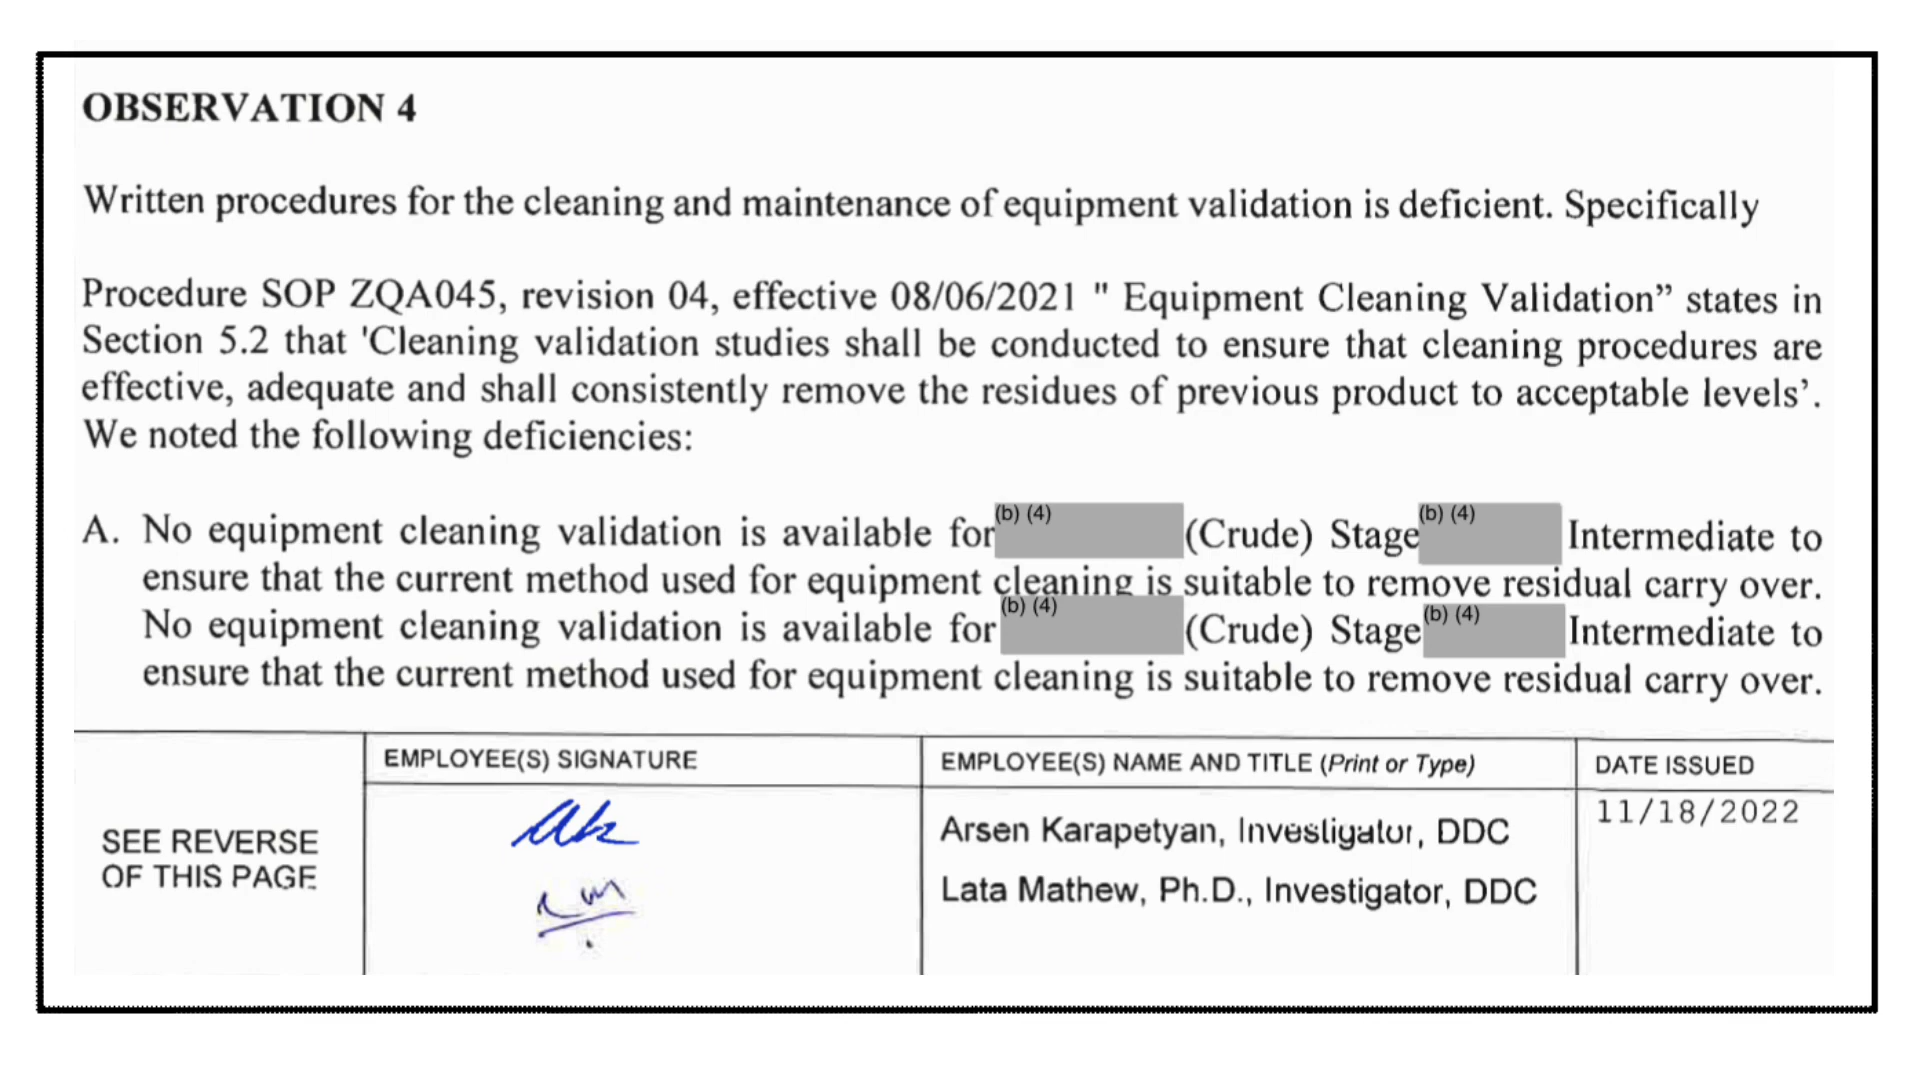 OBSERVATION 4
Written procedures for the cleaning and maintenance of equipment validation is deficient. Specifically
Procedure SOP ZQA045, revision 04, effective 08/06/2021 " Equipment Cleaning Validation” states in
Section 5.2 that 'Cleaning validation studies shall be conducted to ensure that cleaning procedures are
effective, adequate and shall consistently remove the residues of previous product to acceptable levels’.
We noted the following deficiencies:
A. No equipment cleaning validation is available for (b) (4) (Crude) Stage (b) (4) Intermediate to
ensure that the current method used for equipment cleaning is suitable to remove residual carry over.
No equipment cleaning validation is available for (b) (4) (Crude) Stage (b) (4) Intermediate to
ensure that the current method used for equipment cleaning is suitable to remove residual carry over.
SEE REVERSE
OF THIS PAGE
EMPLOYEE(S) SIGNATURE
EMPLOYEE(S) NAME AND TITLE (Print or Type)
Arsen Karapetyan, Investigator, DDC
Lata Mathew, Ph.D., Investigator, DDC
DATE ISSUED
11/18/2022